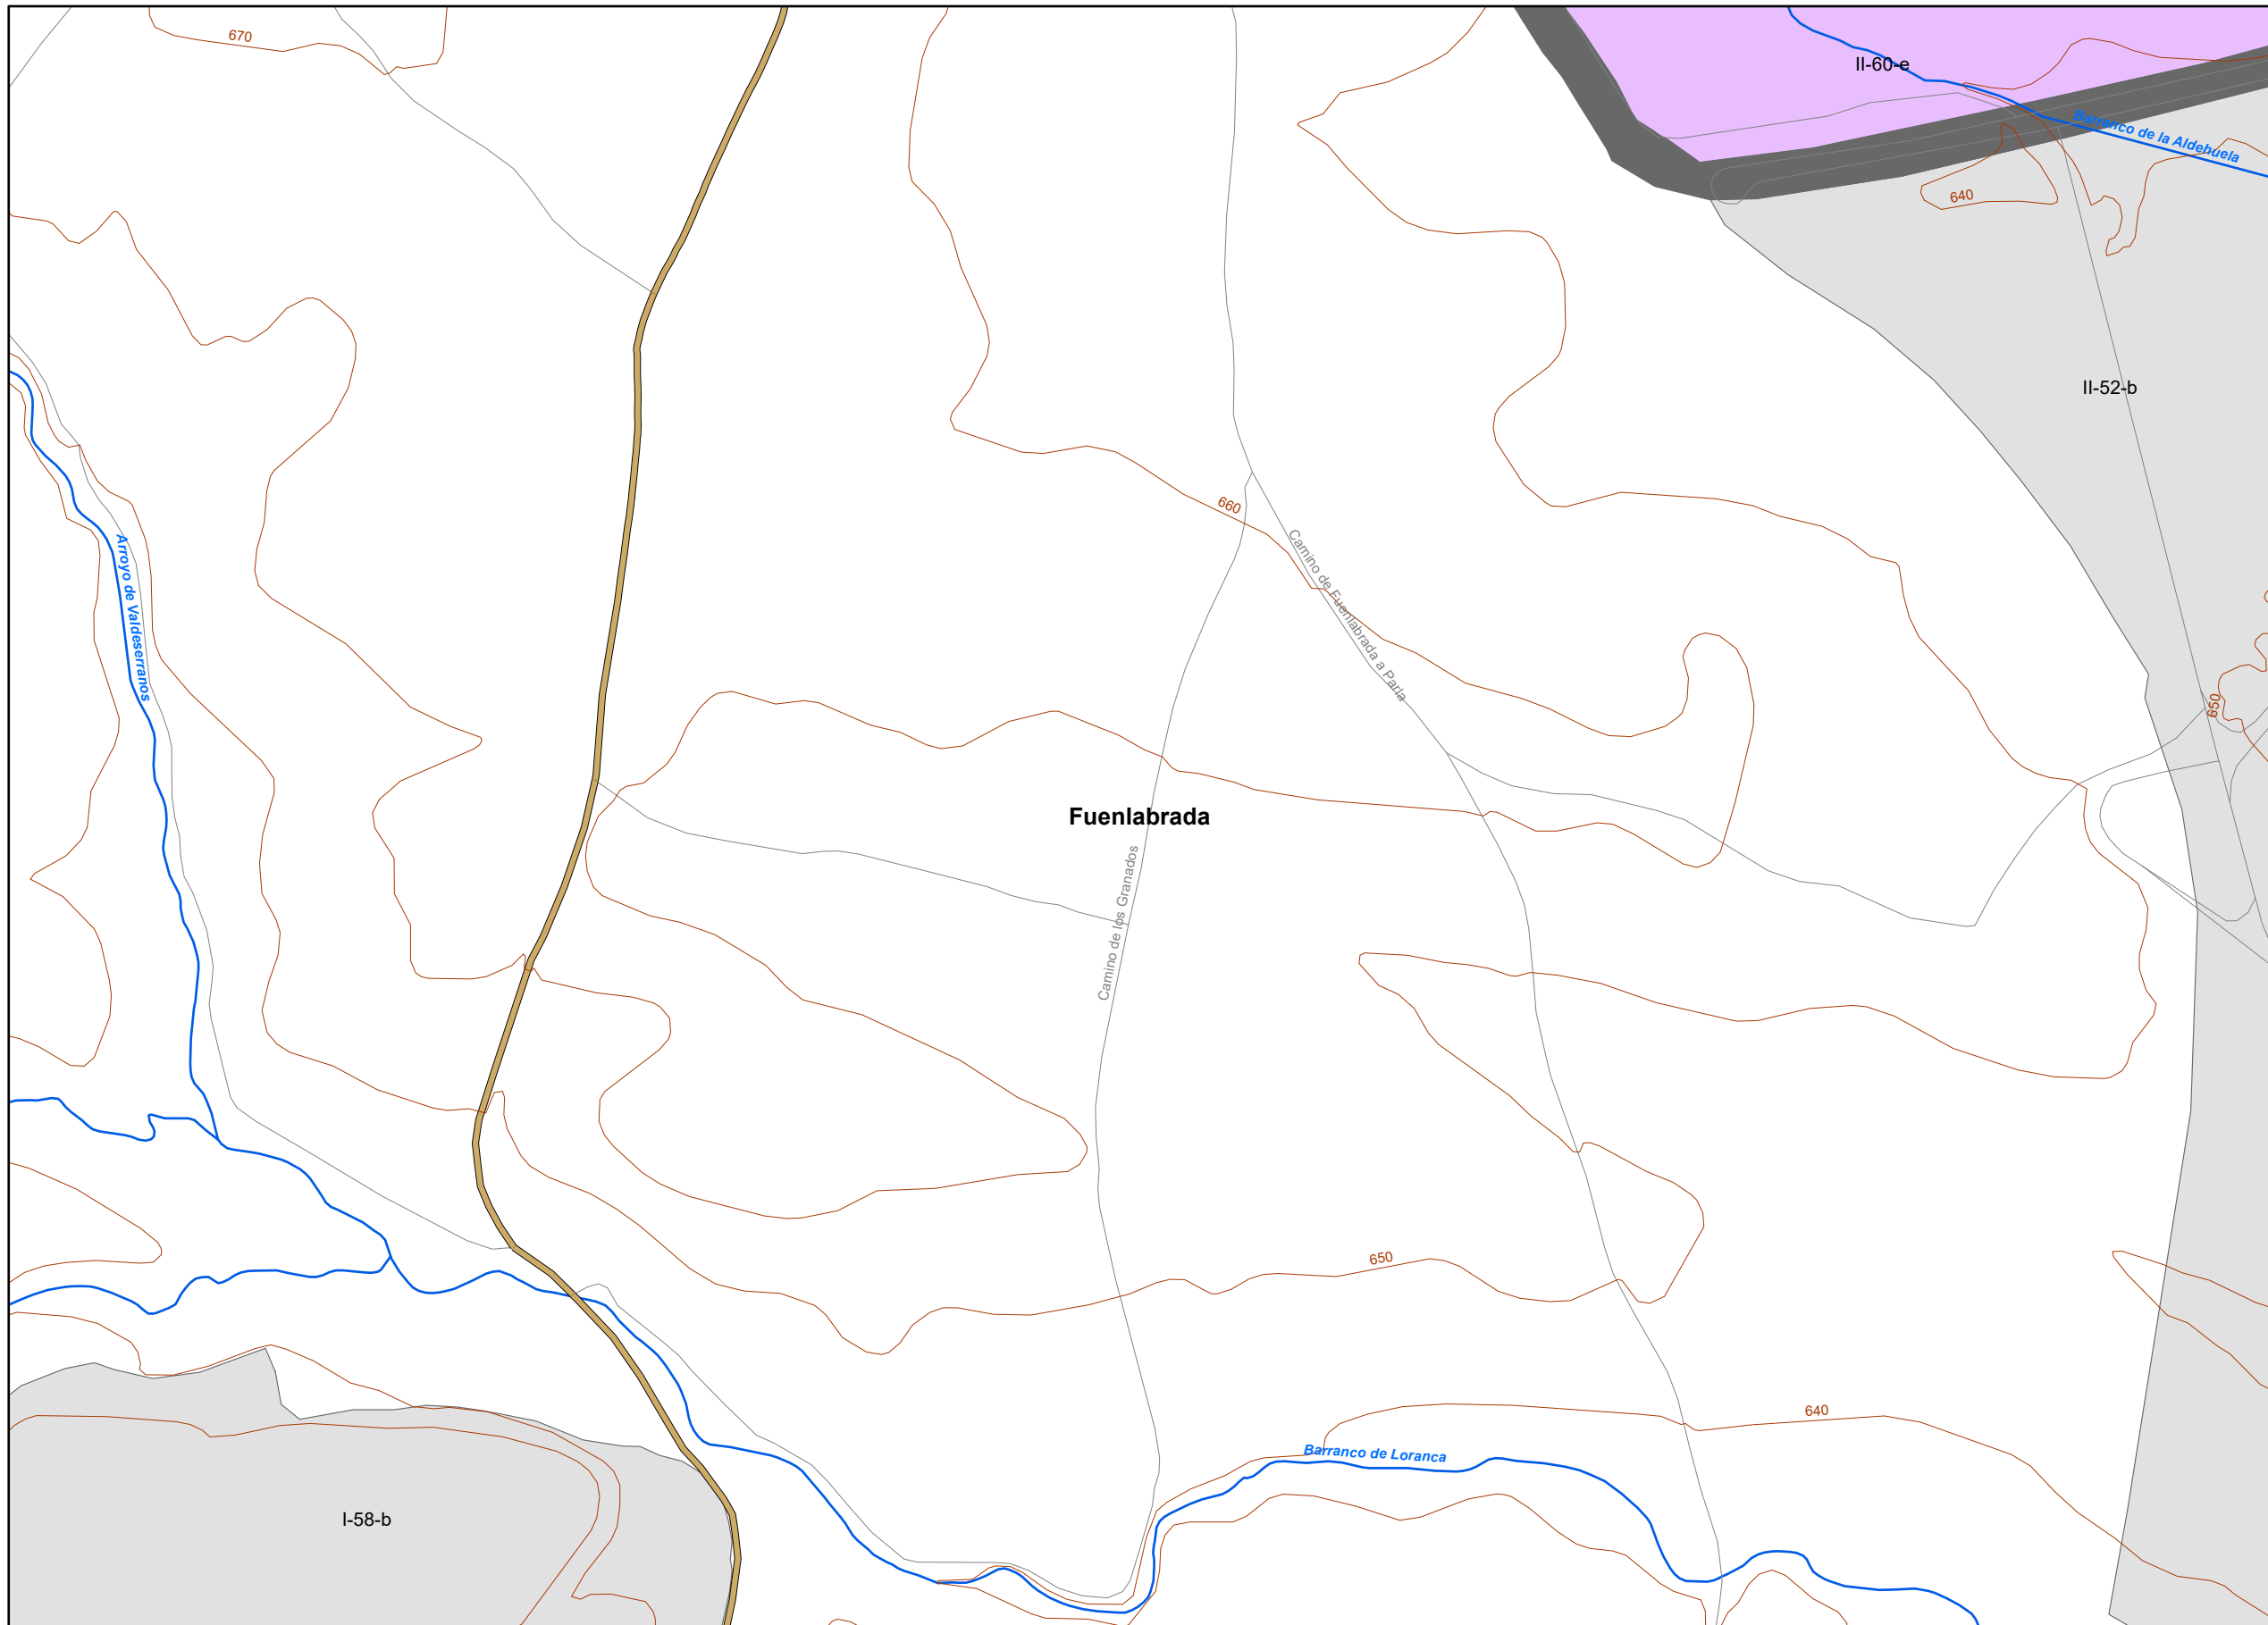 670
II-60-e
Barranco de la Aldehuela
640
II-52-b
660
Camino de Fuenlabrada a Parla
Arroyo de Valdeserranos
650
Fuenlabrada
Camino de los Granados
650
640
Barranco de Loranca
I-58-b